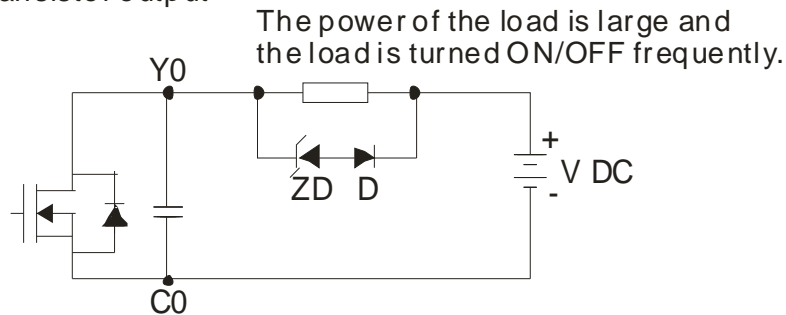 The power of the load is large and
the load is turned ON/OFF frequently.
Y0
+
V DC
-
ZD D
C0